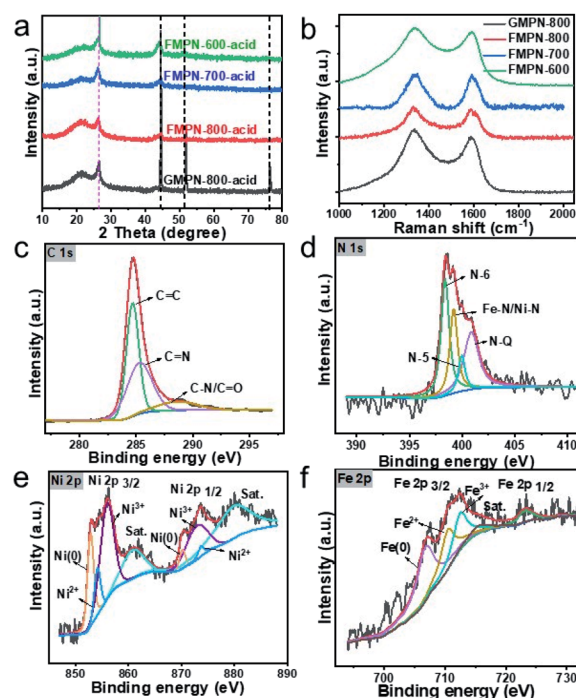 a
Intensity (a.u.)
FMPN-600-acid
FMPN-700-acid
FMPN-800-acid
GMPN-800-acid
10 20 30 40 50 60 70 80
2 Theta (degree)
b
Intensity (a.u.)
GMPN-800
FMPN-800
FMPN-700
FMPN-600
1000 1400 1600 2000
Raman shift (cm⁻¹)
c
C 1s
Intensity (a.u.)
C=C
C=N
C-N/C=O
280 285 290 295
Binding energy (eV)
d
N 1s
Intensity (a.u.)
N-6
Fe-N/Ni-N
N-Q
N-5
390 395 400 405 410
Binding energy (eV)
e
Ni 2p
Intensity (a.u.)
Ni 2p 3/2
Ni 2p 1/2
Sat.
Ni³⁺
Ni³⁺
Sat.
Ni(0)
Ni(0)
Ni²⁺
Ni²⁺
850 860 870 880 890
Binding energy (eV)
f
Fe 2p
Intensity (a.u.)
Fe 2p 3/2
Fe 2p 1/2
Fe³⁺
Sat.
Fe²⁺
Fe(0)
700 710 720 730
Binding energy (eV)